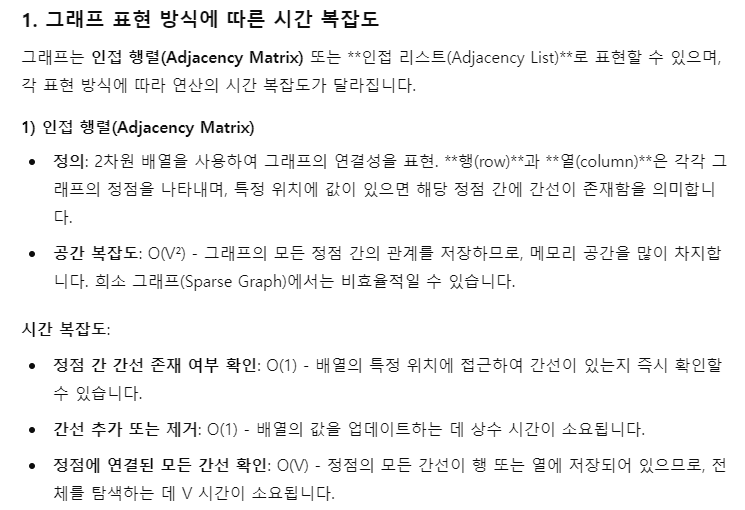 1. 그래프 표현 방식에 따른 시간 복잡도
그래프는 인접 행렬(Adjacency Matrix) 또는 **인접 리스트(Adjacency List)**로 표현할 수 있으며,
각 표현 방식에 따라 연산의 시간 복잡도가 달라집니다.
1) 인접 행렬(Adjacency Matrix)
• 정의: 2차원 배열을 사용하여 그래프의 연결성을 표현. **행(row)**과 **열(column)**은 각각 그
래프의 정점을 나타내며, 특정 위치에 값이 있으면 해당 정점 간에 간선이 존재함을 의미합니
다.
• 공간 복잡도: O(V²) - 그래프의 모든 정점 간의 관계를 저장하므로, 메모리 공간을 많이 차지합
니다. 희소 그래프(Sparse Graph)에서는 비효율적일 수 있습니다.
시간 복잡도:
• 정점 간 간선 존재 여부 확인: O(1) - 배열의 특정 위치에 접근하여 간선이 있는지 즉시 확인할
수 있습니다.
• 간선 추가 또는 제거: O(1) - 배열의 값을 업데이트하는 데 상수 시간이 소요됩니다.
• 정점에 연결된 모든 간선 확인: O(V) - 정점의 모든 간선이 행 또는 열에 저장되어 있으므로, 전
체를 탐색하는 데 V 시간이 소요됩니다.